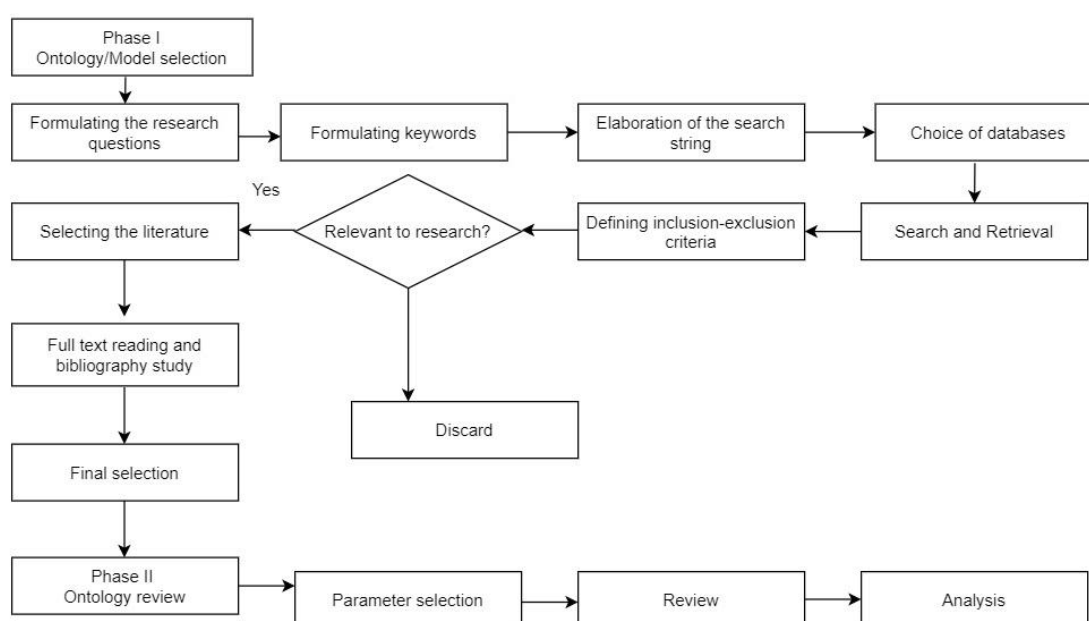 Phase I
Ontology/Model selection
Formulating the research
questions
Formulating keywords
Elaboration of the search
string
Choice of databases
Yes
Selecting the literature
Relevant to research?
Defining inclusion-exclusion
criteria
Search and Retrieval
Full text reading and
bibliography study
Discard
Final selection
Phase II
Ontology review
Parameter selection
Review
Analysis